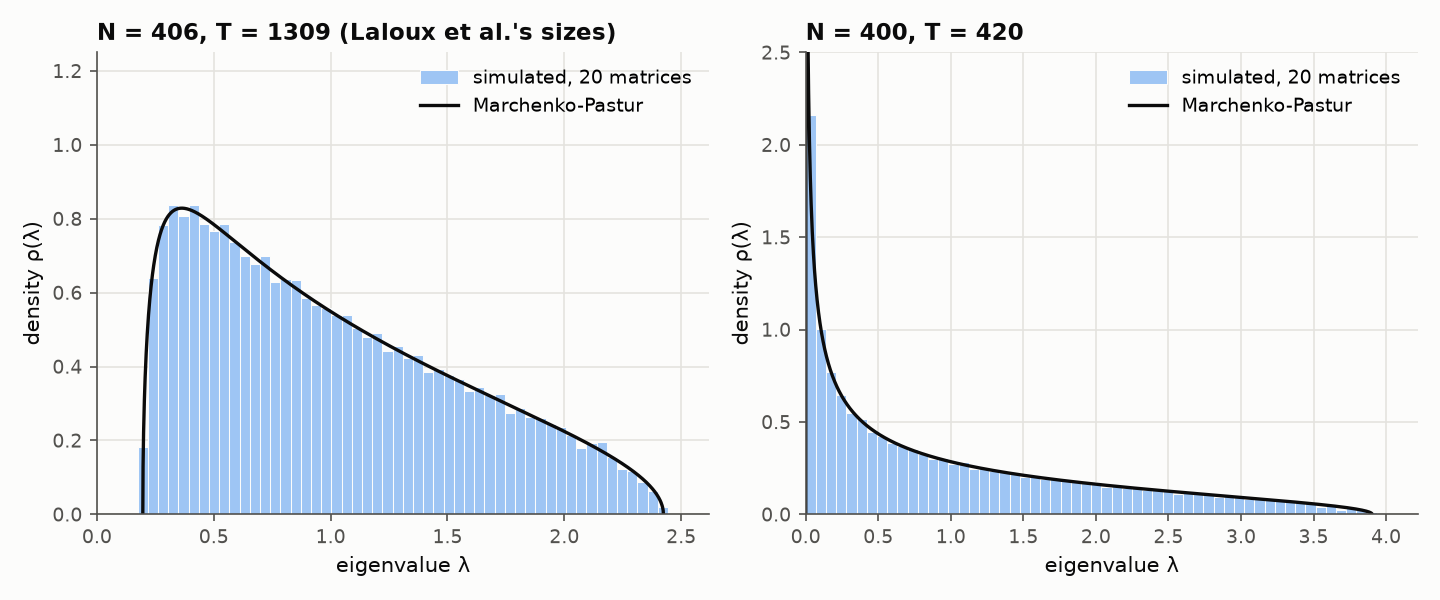 N = 406, T = 1309 (Laloux et al.'s sizes)
simulated, 20 matrices
Marchenko-Pastur
density ρ(λ)
1.2
1.0
0.8
0.6
0.4
0.2
0.0
0.0 0.5 1.0 1.5 2.0 2.5
eigenvalue λ
N = 400, T = 420
simulated, 20 matrices
Marchenko-Pastur
density ρ(λ)
2.5
2.0
1.5
1.0
0.5
0.0
0.0 0.5 1.0 1.5 2.0 2.5 3.0 3.5 4.0
eigenvalue λ